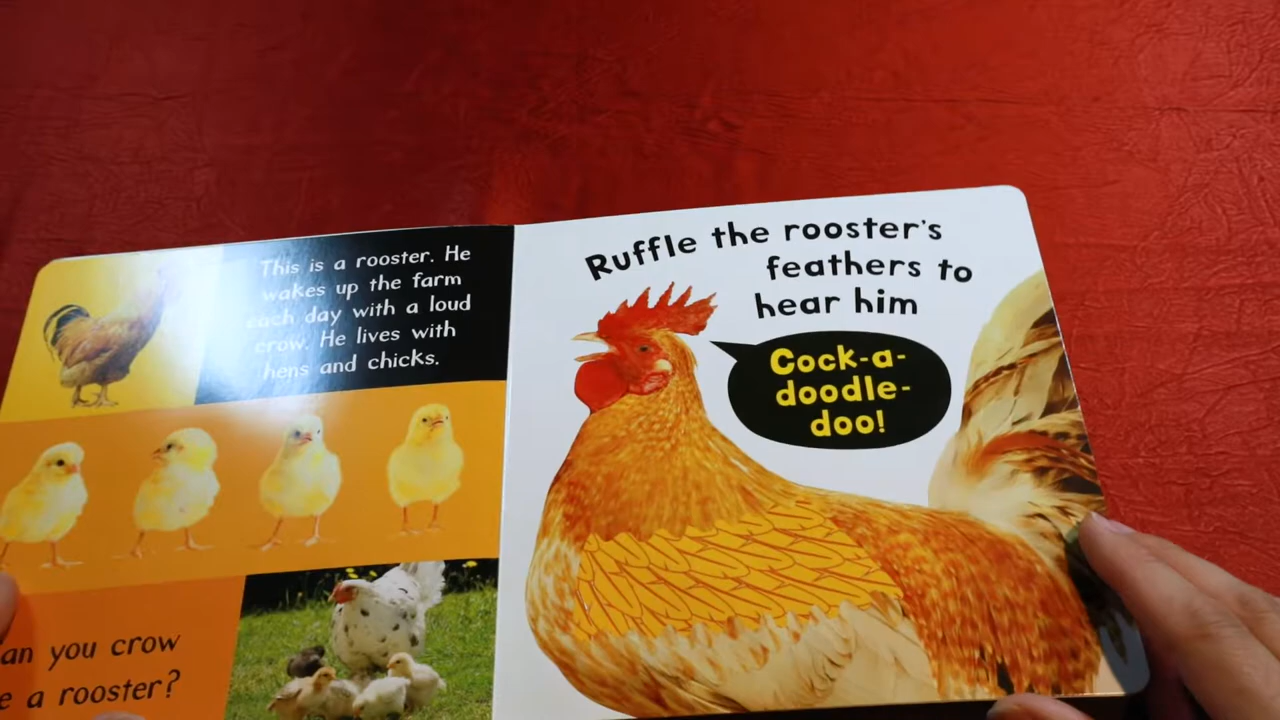 This is a rooster. He
wakes up the farm
each day with a loud
crow. He lives with
hens and chicks.
you crow
a rooster?
Ruffle the rooster's
feathers to
hear him
Cock-a-
doodle-
doo!